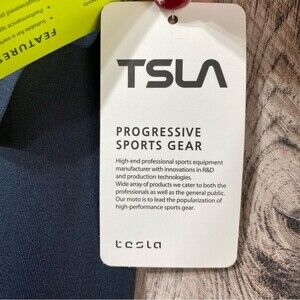 FEATURES
TSLA
PROGRESSIVE
SPORTS GEAR
High-end professional sports equipment
manufacturer with innovations in R&D
and production technologies.
Wide array of products we cater to both the
professionals as well as the general public.
Our moto is to lead the popularization of
high-performance sports gear.
tesla